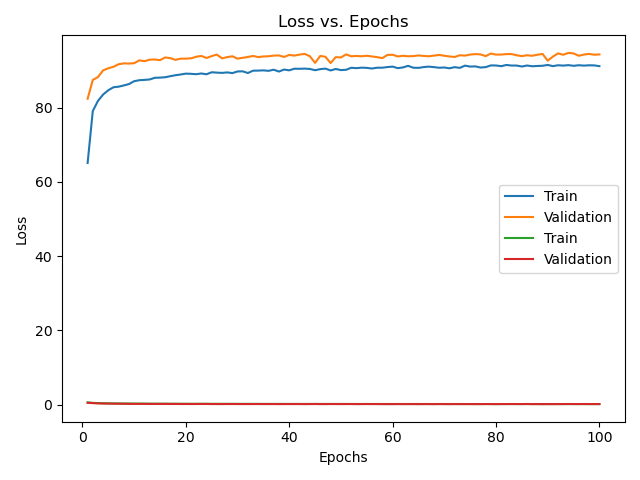 Loss vs. Epochs
80
60
40
20
0
Loss
Train
Validation
Train
Validation
0 20 40 60 80 100
Epochs